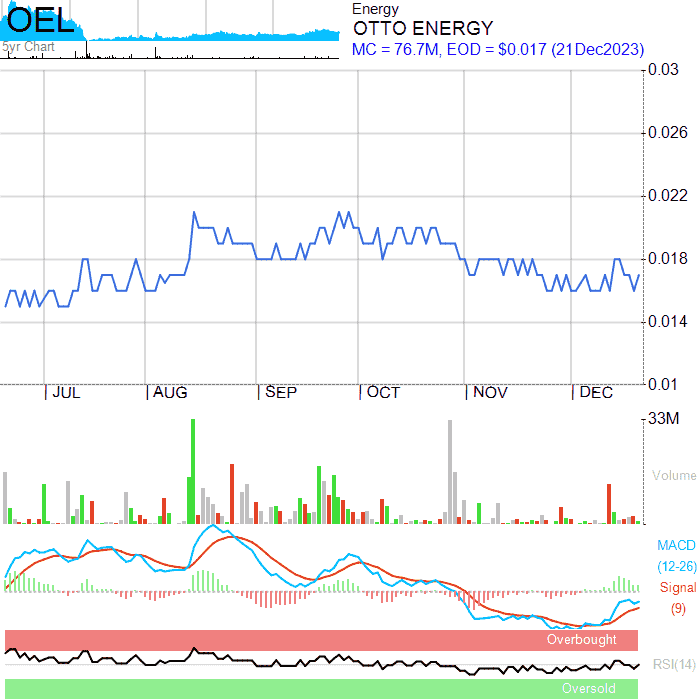 OEL
5yr Chart
Energy
OTTO ENERGY
MC = 76.7M, EOD = $0.017 (21Dec2023)
0.03
0.026
0.022
0.018
0.014
0.01
JUL AUG SEP OCT NOV DEC
33M
Volume
MACD
(12-26)
Signal
(9)
Overbought
RSI(14)
Oversold